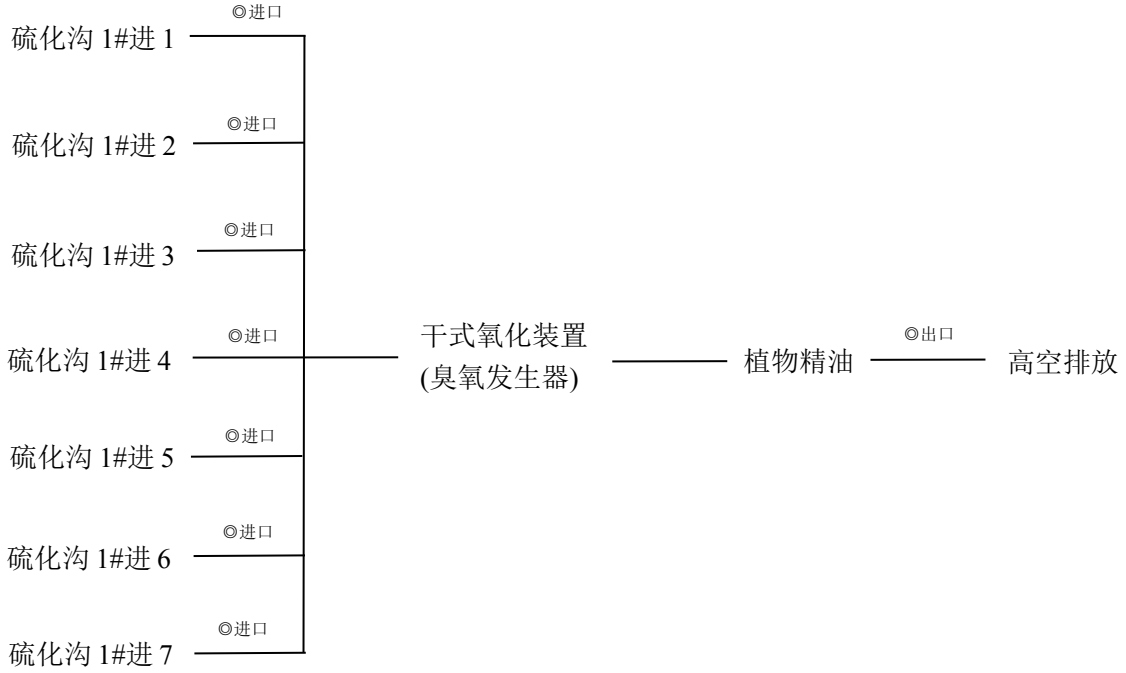 ◎进口
硫化沟 1#进 1
◎进口
硫化沟 1#进 2
◎进口
硫化沟 1#进 3
◎进口
硫化沟 1#进 4
干式氧化装置
(臭氧发生器)
植物精油
◎出口
高空排放
◎进口
硫化沟 1#进 5
◎进口
硫化沟 1#进 6
◎进口
硫化沟 1#进 7